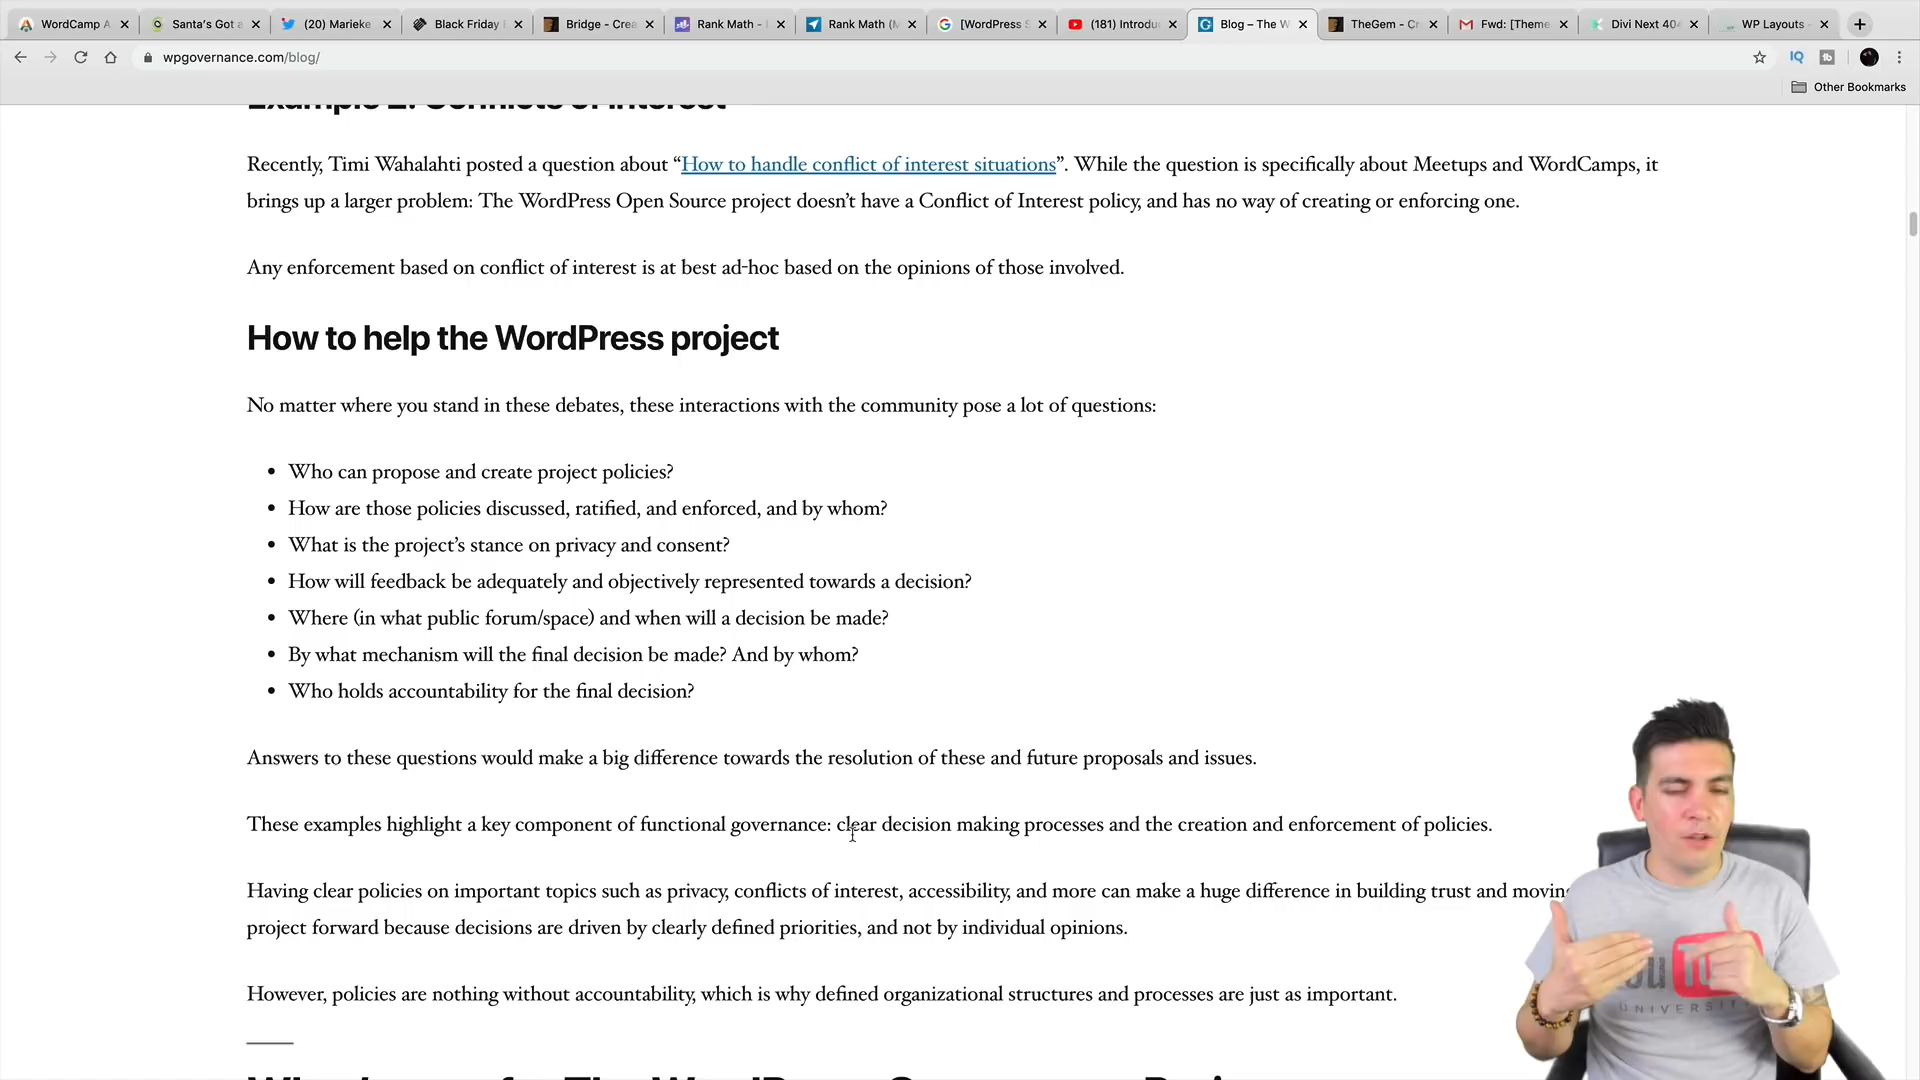 WordCamp A
Santa's Got a
(20) Marieke
Black Friday
Bridge - Crea
Rank Math -
Rank Math (M
[WordPress S
(181) Introdu
Blog – The W
TheGem - Cr
Fwd: [Theme
Divi Next 404
WP Layouts
wpgovernance.com/blog/
IQ
Other Bookmarks
Example 2: Conflicts of Interest
Recently, Timi Wahalahti posted a question about “How to handle conflict of interest situations”. While the question is specifically about Meetups and WordCamps, it
brings up a larger problem: The WordPress Open Source project doesn’t have a Conflict of Interest policy, and has no way of creating or enforcing one.
Any enforcement based on conflict of interest is at best ad-hoc based on the opinions of those involved.
How to help the WordPress project
No matter where you stand in these debates, these interactions with the community pose a lot of questions:
• Who can propose and create project policies?
• How are those policies discussed, ratified, and enforced, and by whom?
• What is the project’s stance on privacy and consent?
• How will feedback be adequately and objectively represented towards a decision?
• Where (in what public forum/space) and when will a decision be made?
• By what mechanism will the final decision be made? And by whom?
• Who holds accountability for the final decision?
Answers to these questions would make a big difference towards the resolution of these and future proposals and issues.
These examples highlight a key component of functional governance: clear decision making processes and the creation and enforcement of policies.
Having clear policies on important topics such as privacy, conflicts of interest, accessibility, and more can make a huge difference in building trust and moving
project forward because decisions are driven by clearly defined priorities, and not by individual opinions.
However, policies are nothing without accountability, which is why defined organizational structures and processes are just as important.
UNIVERSIT